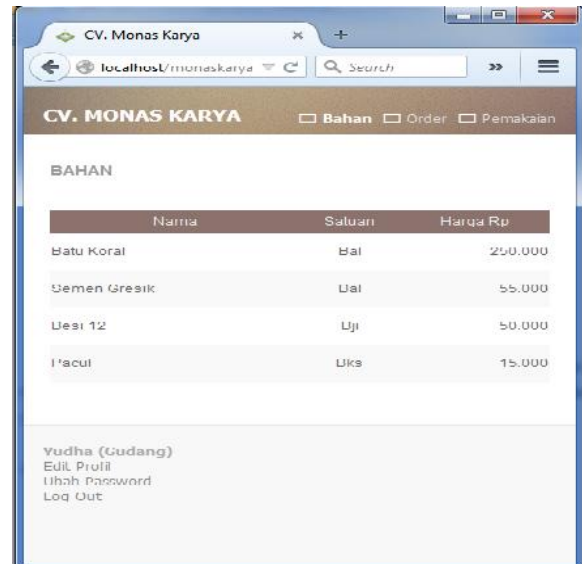 CV. Monas Karya
localhost/monaskarya Search
CV. MONAS KARYA Bahan Order Pemakaian
BAHAN
Nama Satuan Harga Rp
Batu Koral Bal 250.000
Semen Gresik Bal 55.000
Besi 12 Bji 50.000
Pacul Bks 15.000
Yudha (Gudang)
Edit Profil
Ubah Password
Log Out